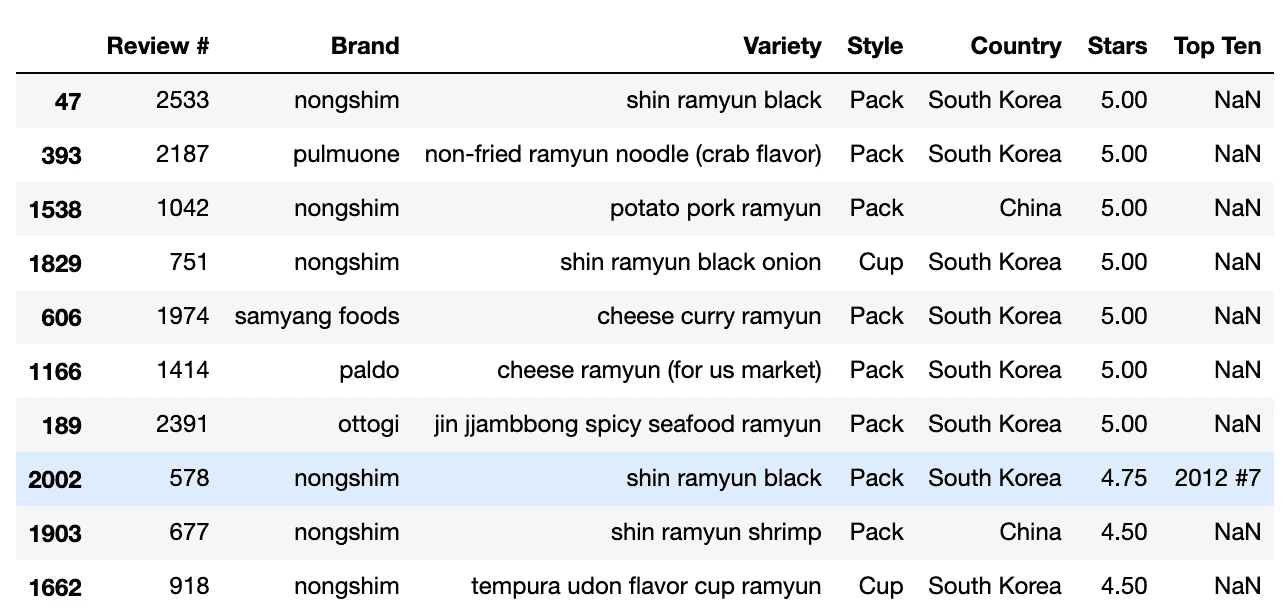 Review # Brand Variety Style Country Stars Top Ten
47 2533 nongshim shin ramyun black Pack South Korea 5.00 NaN
393 2187 pulmuone non-fried ramyun noodle (crab flavor) Pack South Korea 5.00 NaN
1538 1042 nongshim potato pork ramyun Pack China 5.00 NaN
1829 751 nongshim shin ramyun black onion Cup South Korea 5.00 NaN
606 1974 samyang foods cheese curry ramyun Pack South Korea 5.00 NaN
1166 1414 paldo cheese ramyun (for us market) Pack South Korea 5.00 NaN
189 2391 ottogi jin jjambbong spicy seafood ramyun Pack South Korea 5.00 NaN
2002 578 nongshim shin ramyun black Pack South Korea 4.75 2012 #7
1903 677 nongshim shin ramyun shrimp Pack China 4.50 NaN
1662 918 nongshim tempura udon flavor cup ramyun Cup South Korea 4.50 NaN